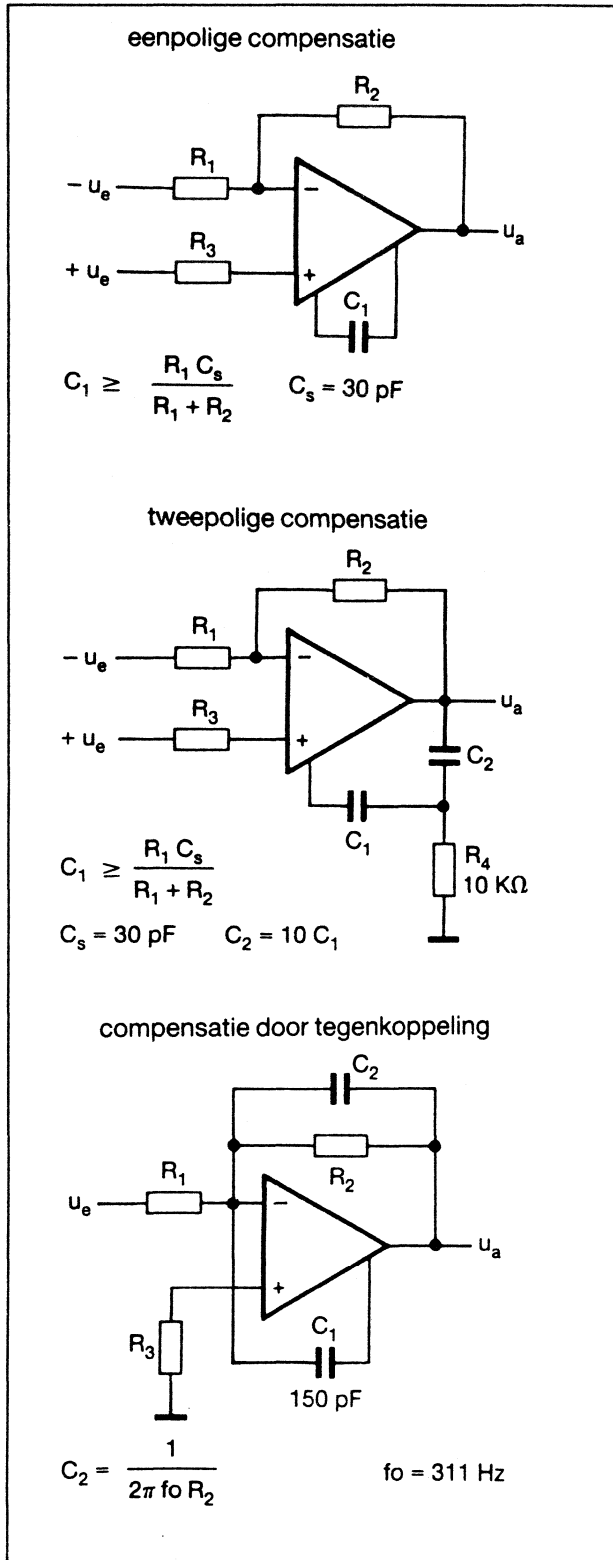 eenpolige compensatie
R₂
R₁
− uₑ
−
uₐ
R₃
+ uₑ
+
C₁
C₁ ≥ R₁ Cₛ / R₁ + R₂
Cₛ = 30 pF
tweepolige compensatie
R₂
R₁
− uₑ
−
uₐ
R₃
+ uₑ
+
C₂
C₁
R₄
10 KΩ
C₁ ≥ R₁ Cₛ / R₁ + R₂
Cₛ = 30 pF
C₂ = 10 C₁
compensatie door tegenkoppeling
C₂
R₂
R₁
uₑ
−
uₐ
+
R₃
C₁
150 pF
C₂ = 1 / 2π fo R₂
fo = 311 Hz